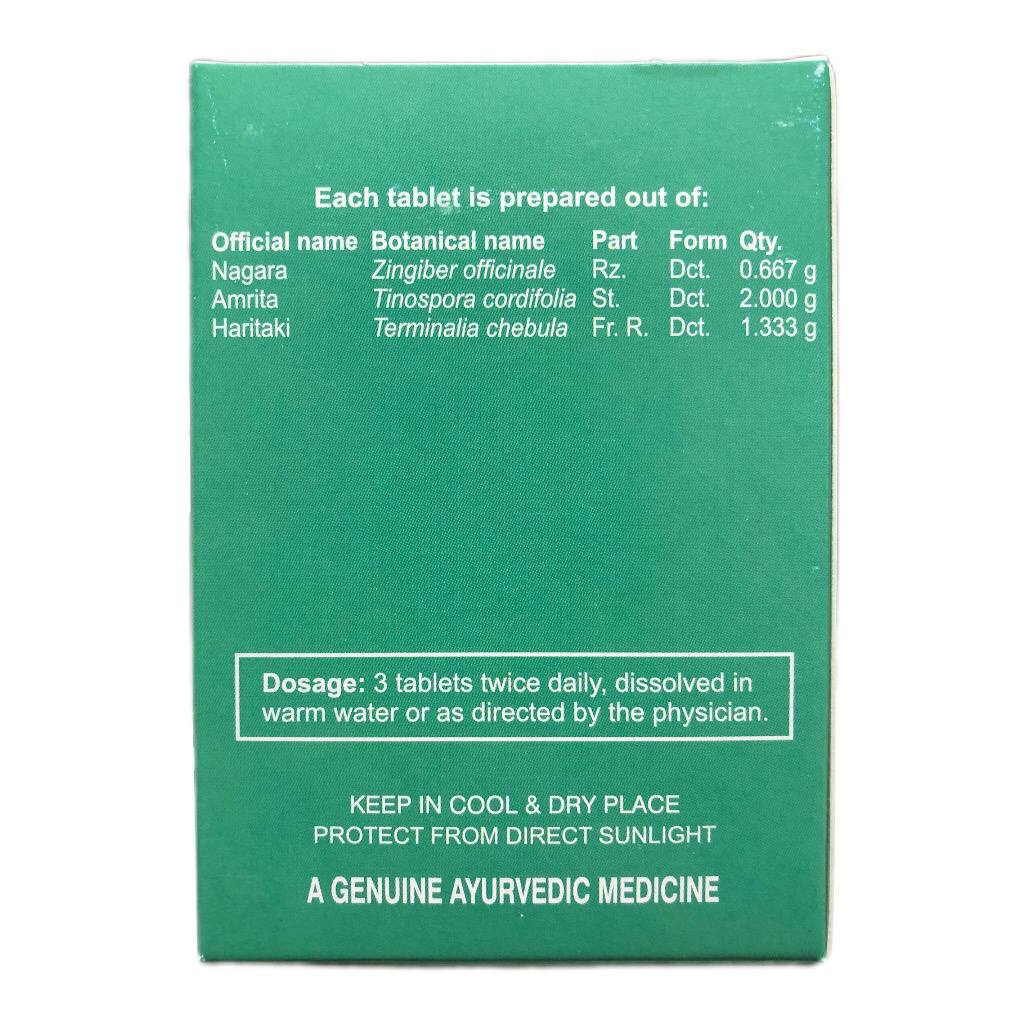 Each tablet is prepared out of:
Official name Botanical name Part Form Qty.
Nagara Zingiber officinale Rz. Dct. 0.667 g
Amrita Tinospora cordifolia St. Dct. 2.000 g
Haritaki Terminalia chebula Fr. R. Dct. 1.333 g
Dosage: 3 tablets twice daily, dissolved in
warm water or as directed by the physician.
KEEP IN COOL & DRY PLACE
PROTECT FROM DIRECT SUNLIGHT
A GENUINE AYURVEDIC MEDICINE